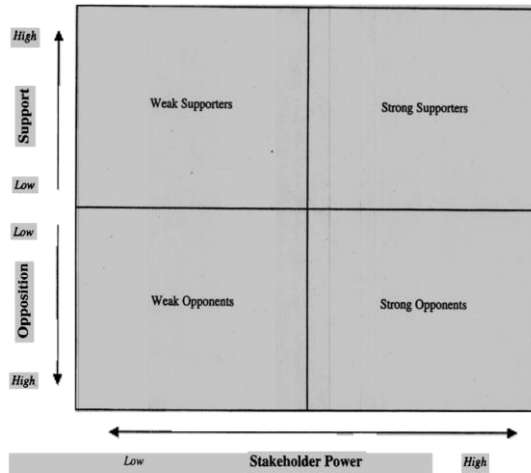 High
Support
Weak Supporters
Strong Supporters
Low
Low
Opposition
Weak Opponents
Strong Opponents
High
Low
Stakeholder Power
High